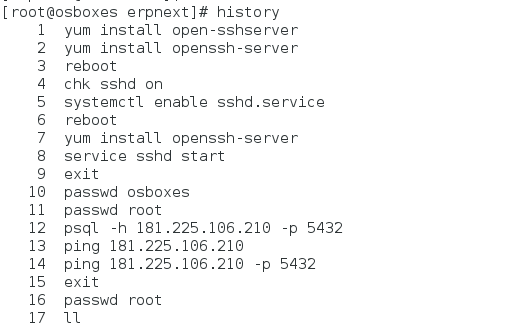 [root@osboxes erpnext]# history
1 yum install open-sshserver
2 yum install openssh-server
3 reboot
4 chk sshd on
5 systemctl enable sshd.service
6 reboot
7 yum install openssh-server
8 service sshd start
9 exit
10 passwd osboxes
11 passwd root
12 psql -h 181.225.106.210 -p 5432
13 ping 181.225.106.210
14 ping 181.225.106.210 -p 5432
15 exit
16 passwd root
17 ll